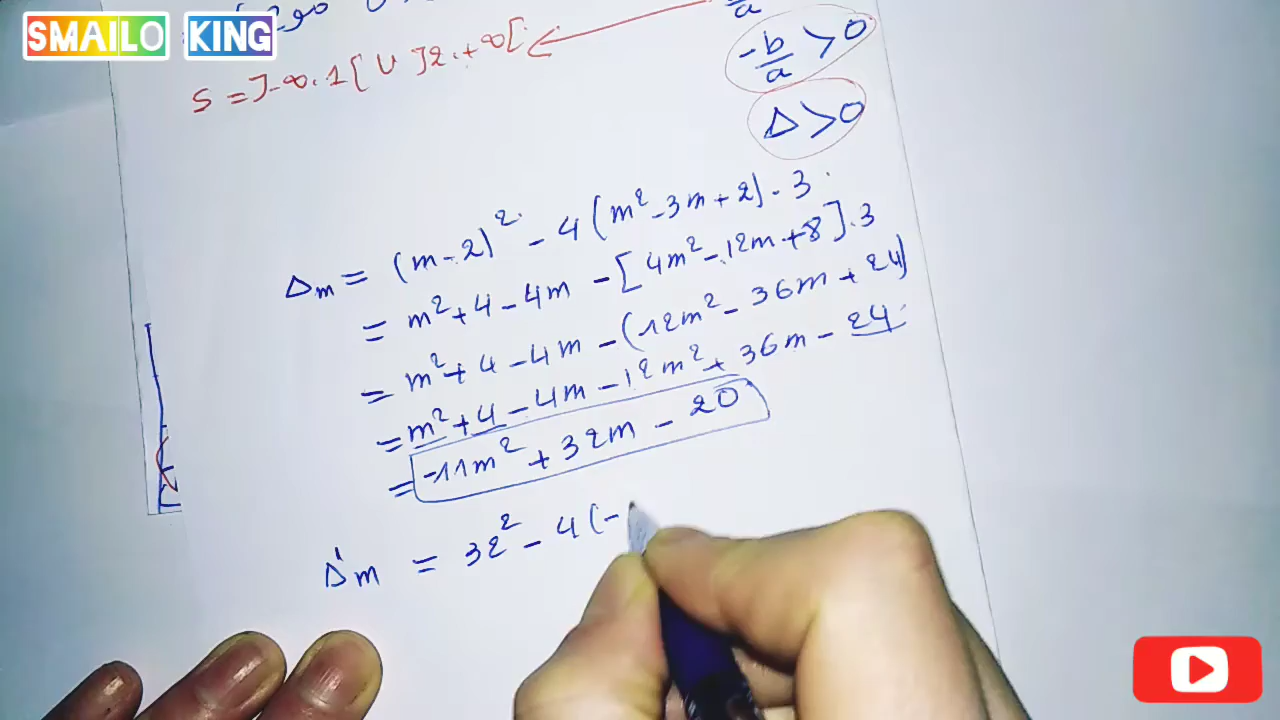 SMAILO KING
S = ]-∞.1[ U ]2.+∞[
a
-b/a > 0
Δ > 0
Δm = (m-2)² - 4(m²-3m+2).3
= m²+4-4m - [4m²-12m+8].3
= m²+4-4m-(12m²-36m+24)
= m²+4-4m-12m²+36m-24
= -11m²+32m-20
Δ'm = 32² - 4(-